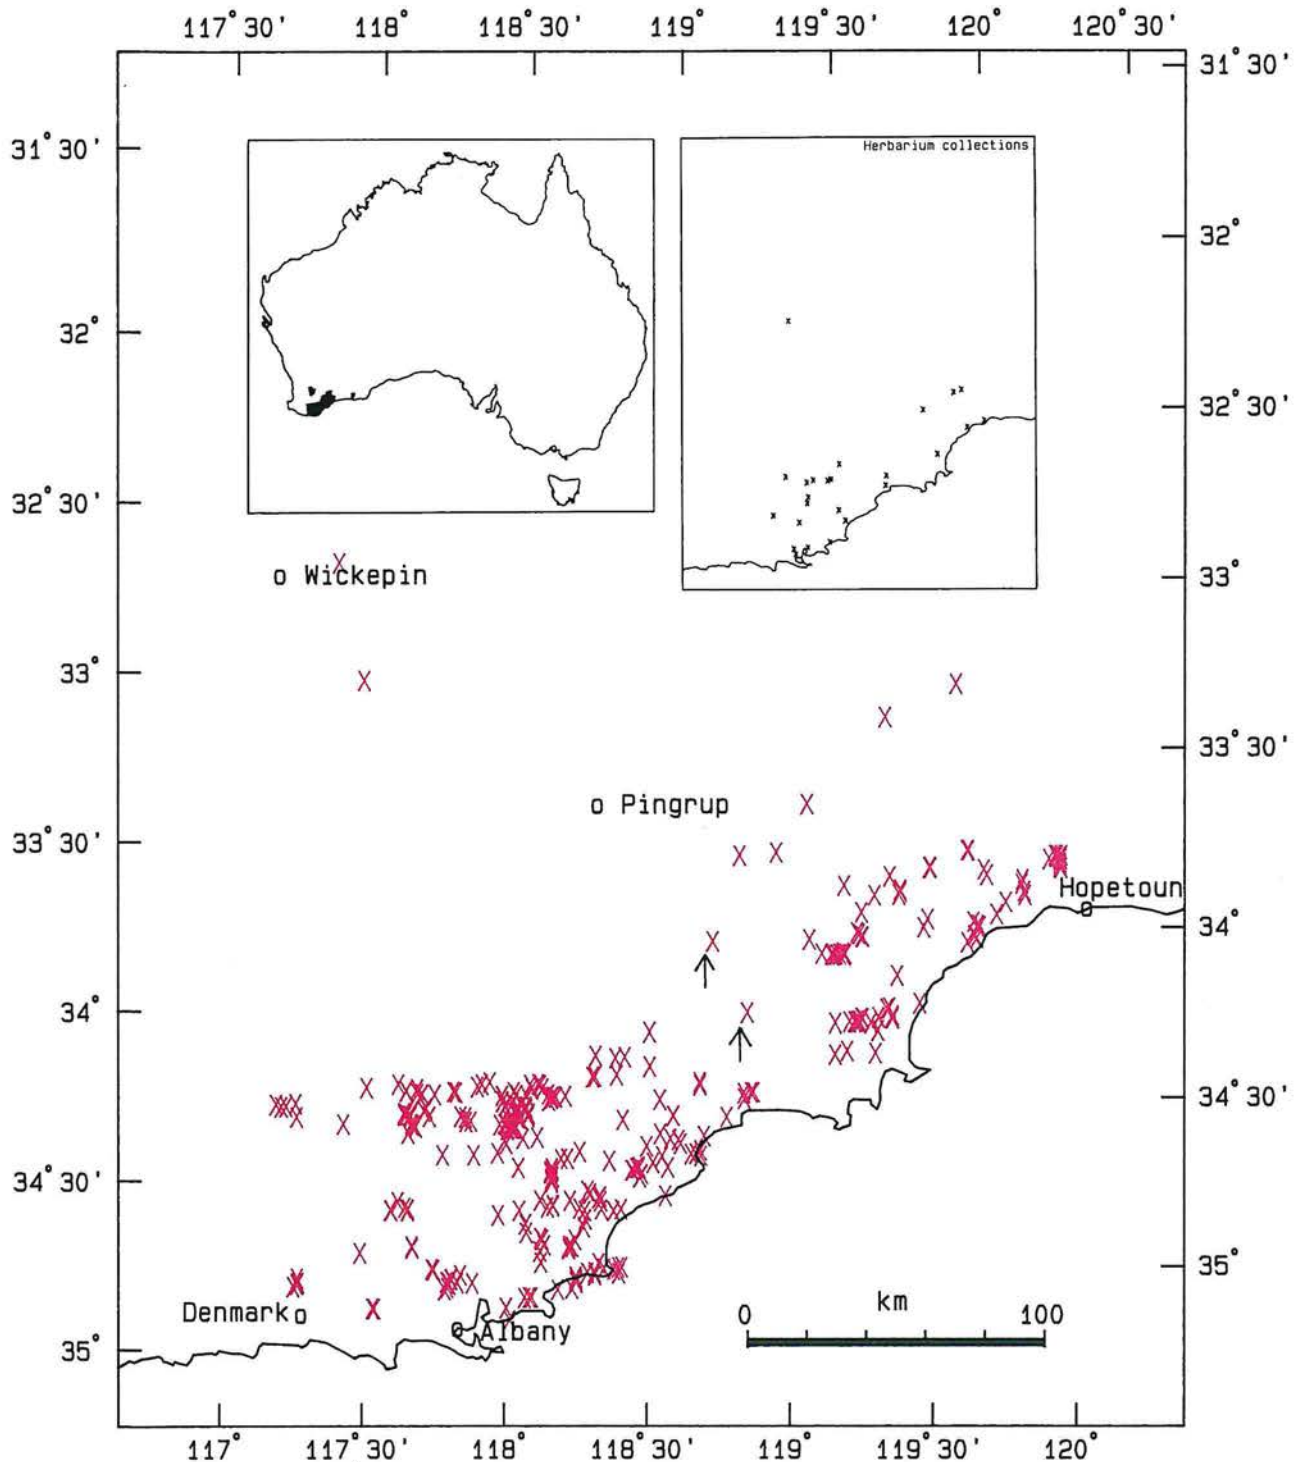 117°30' 118° 118°30' 119° 119°30' 120° 120°30'
31°30'
31°30'
Herbarium collections
32°
32°
32°30'
32°30'
33°
o Wickepin
33°
33°30'
o Pingrup
33°30'
Hopetoun
34°
34°
34°30'
34°30'
35°
km
0 100
Denmark o
Albany
35°
117° 117°30' 118° 118°30' 119° 119°30' 120°